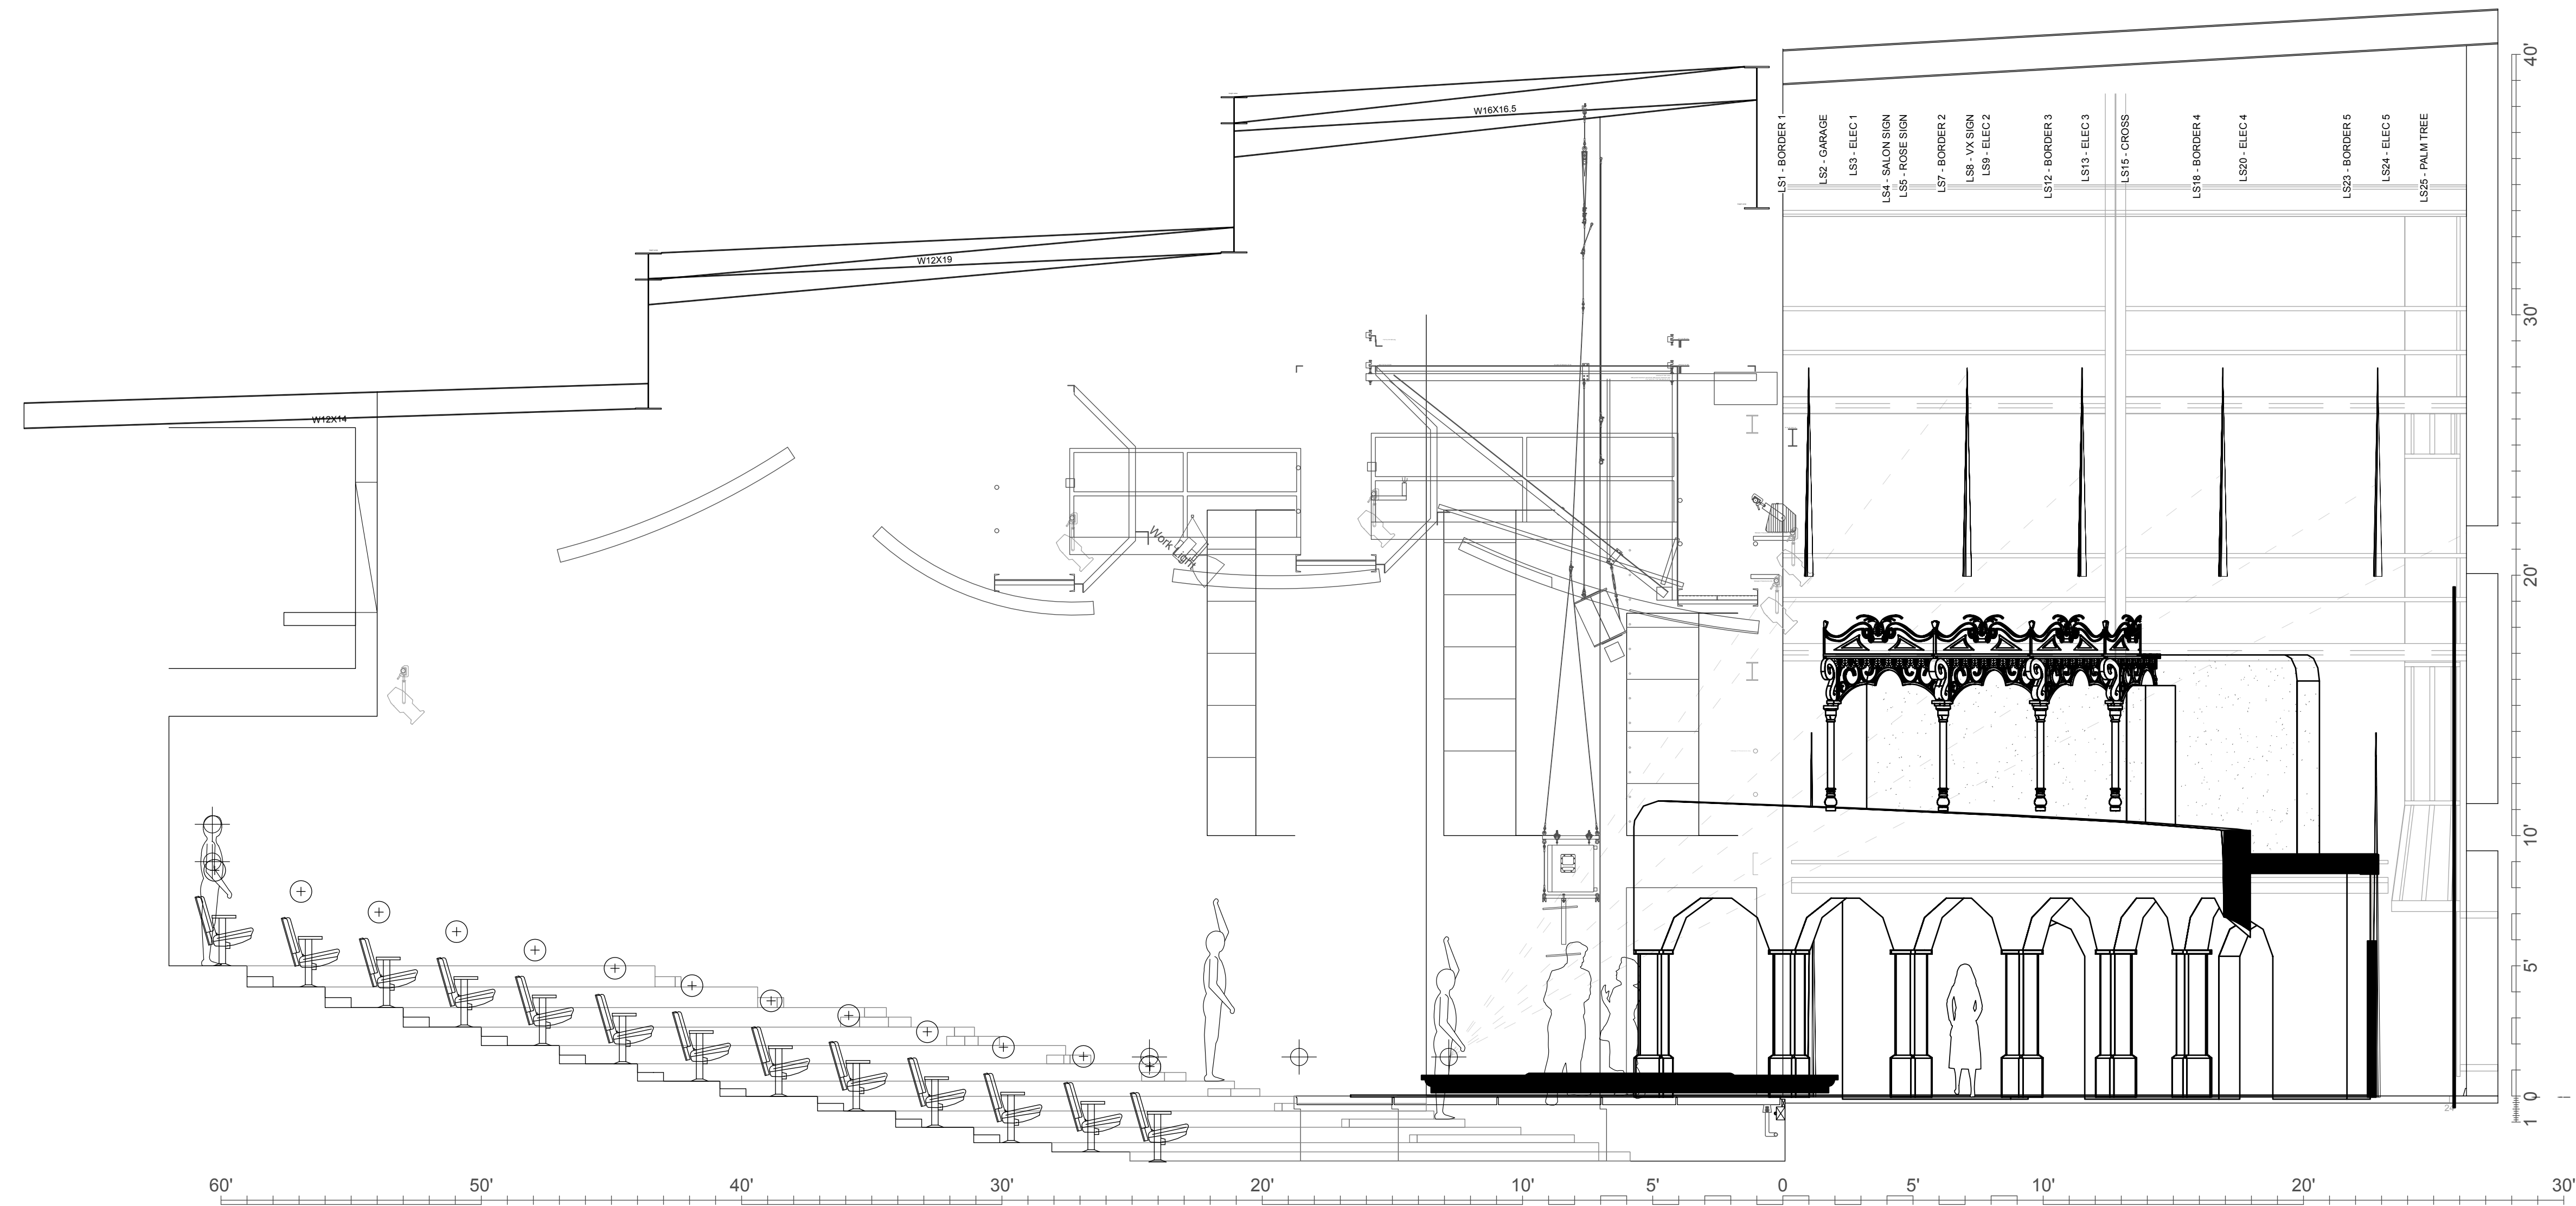 W16X16.5
W12X19
W12X14
LS1 - BORDER 1
LS2 - GARAGE
LS3 - ELEC 1
LS4 - SALON SIGN
LS5 - ROSE SIGN
LS7 - BORDER 2
LS8 - VX SIGN
LS9 - ELEC 2
LS12 - BORDER 3
LS13 - ELEC 3
LS15 - CROSS
LS18 - BORDER 4
LS20 - ELEC 4
LS23 - BORDER 5
LS24 - ELEC 5
LS25 - PALM TREE
Work Light
40'
30'
20'
10'
5'
0
1
60'
50'
40'
30'
20'
10'
5'
0
5'
10'
20'
30'